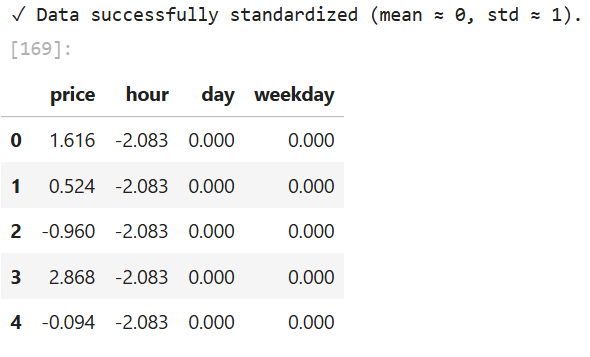 ✓ Data successfully standardized (mean ≈ 0, std ≈ 1).
[169]:
price hour day weekday
0 1.616 -2.083 0.000 0.000
1 0.524 -2.083 0.000 0.000
2 -0.960 -2.083 0.000 0.000
3 2.868 -2.083 0.000 0.000
4 -0.094 -2.083 0.000 0.000